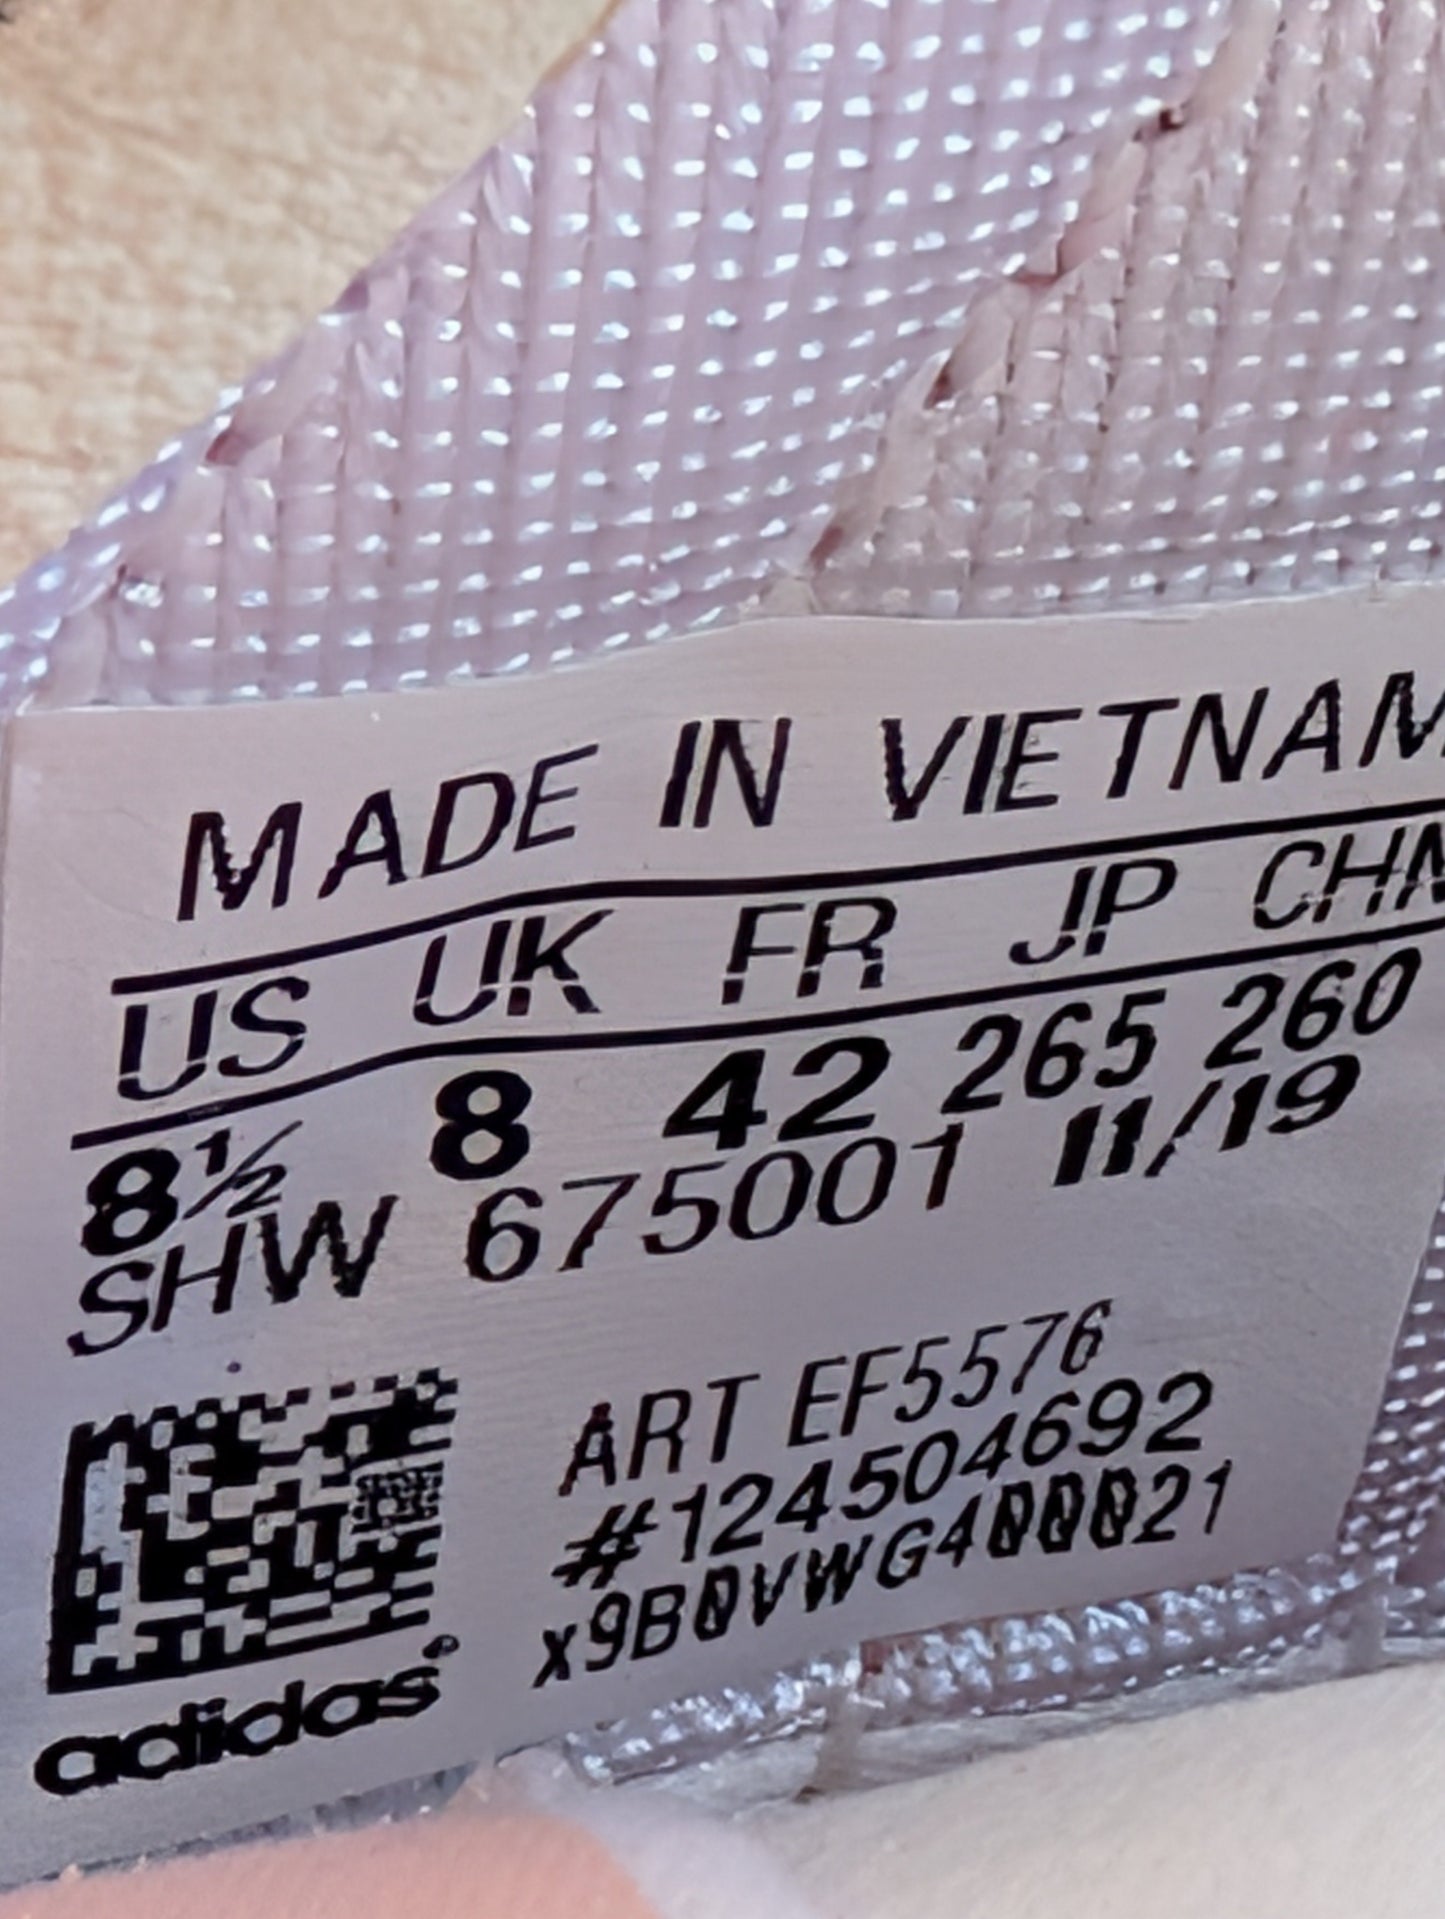 MADE IN VIETNAM
US UK FR JP CHN
8½ 8 42 265 260
SHW 675001 11/19
ART EF5576
#124504692
x9B0VWG400021
adidas®